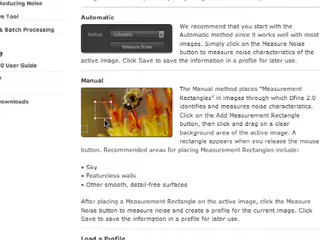 Reducing Noise
Automatic
We recommend that you start with the
Automatic method since it works well with most
images. Simply click on the Measure Noise
button to measure noise characteristics of the
active image. Click Save to save the information in a profile for later use.
Tool
& Batch Processing
Manual
0 User Guide
The Manual method places "Measurement
Rectangles" in images through which Dfine 2.0
identifies and measures noise characteristics.
Click on the Add Measurement Rectangle
button, then click and drag on a clear
background area of the active image. A
rectangle appears when you release the mouse
button. Recommended areas for placing Measurement Rectangles include:
Downloads
• Sky
• Featureless walls
• Other smooth, detail-free surfaces
After placing a Measurement Rectangle on the active image, click the Measure
Noise button to measure noise and create a profile for the current image. Click
Save to save the information in a profile for later use.
Load a Profile
Measure Noise